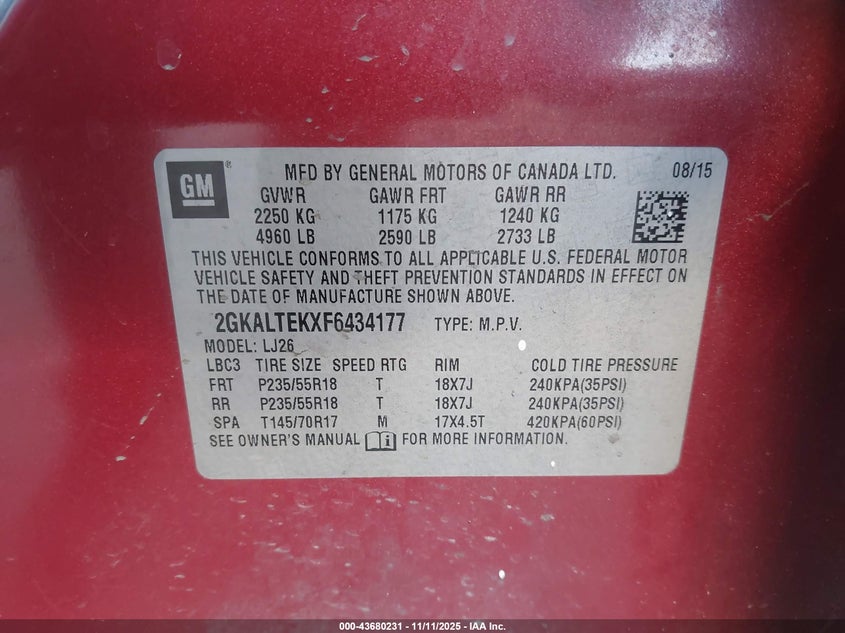 GM ® MFD BY GENERAL MOTORS OF CANADA LTD. 08/15
GVWR GAWR FRT GAWR RR
2250 KG 1175 KG 1240 KG
4960 LB 2590 LB 2733 LB
THIS VEHICLE CONFORMS TO ALL APPLICABLE U.S. FEDERAL MOTOR
VEHICLE SAFETY AND THEFT PREVENTION STANDARDS IN EFFECT ON
THE DATE OF MANUFACTURE SHOWN ABOVE.
2GKALTEKXF6434177 TYPE: M.P.V.
MODEL: LJ26
LBC3 TIRE SIZE SPEED RTG RIM COLD TIRE PRESSURE
FRT P235/55R18 T 18X7J 240KPA(35PSI)
RR P235/55R18 T 18X7J 240KPA(35PSI)
SPA T145/70R17 M 17X4.5T 420KPA(60PSI)
SEE OWNER'S MANUAL i FOR MORE INFORMATION.
000-43680231 - 11/11/2025 - IAA Inc.